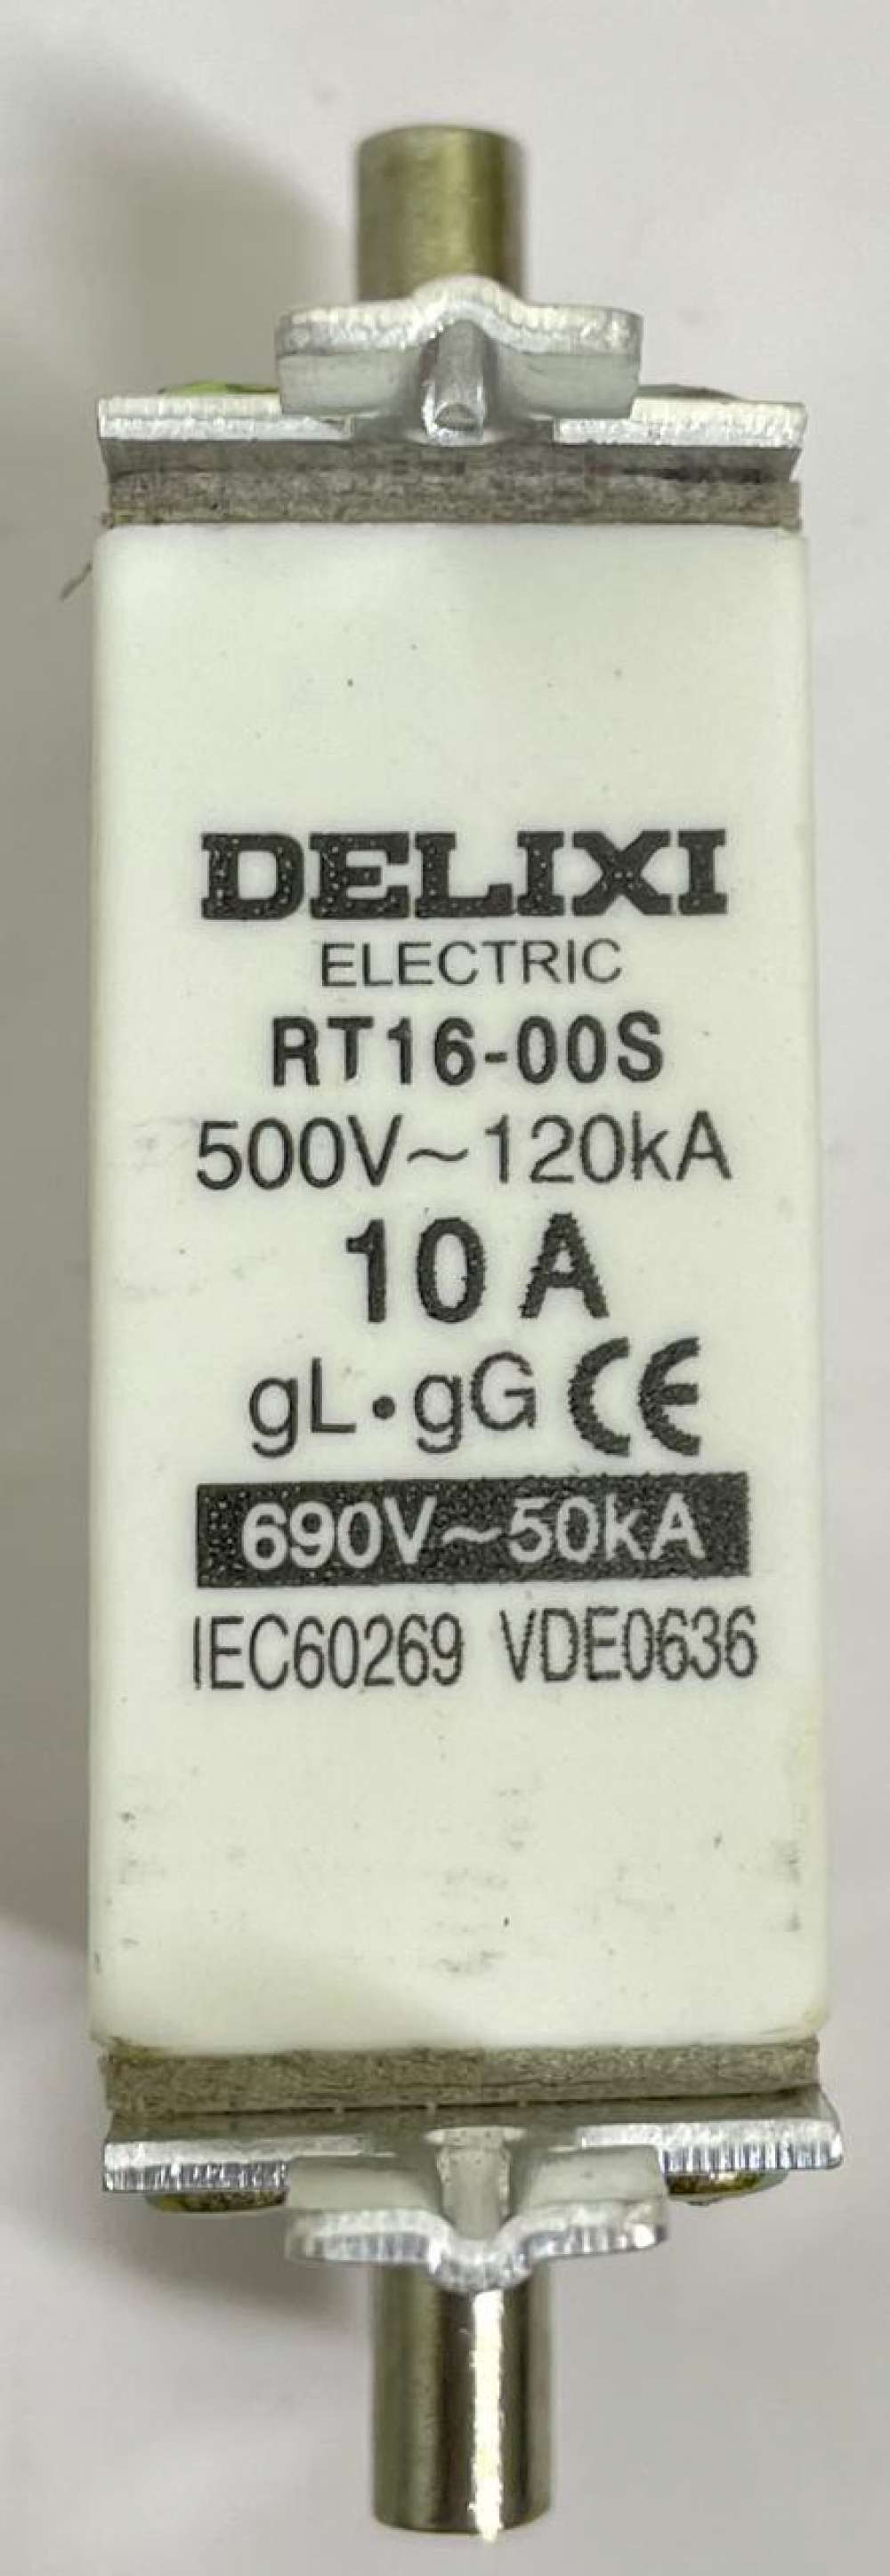 DELIXI
ELECTRIC
RT16-00S
500V~120kA
10 A
gL•gG CE
690V~50kA
IEC60269 VDE0636